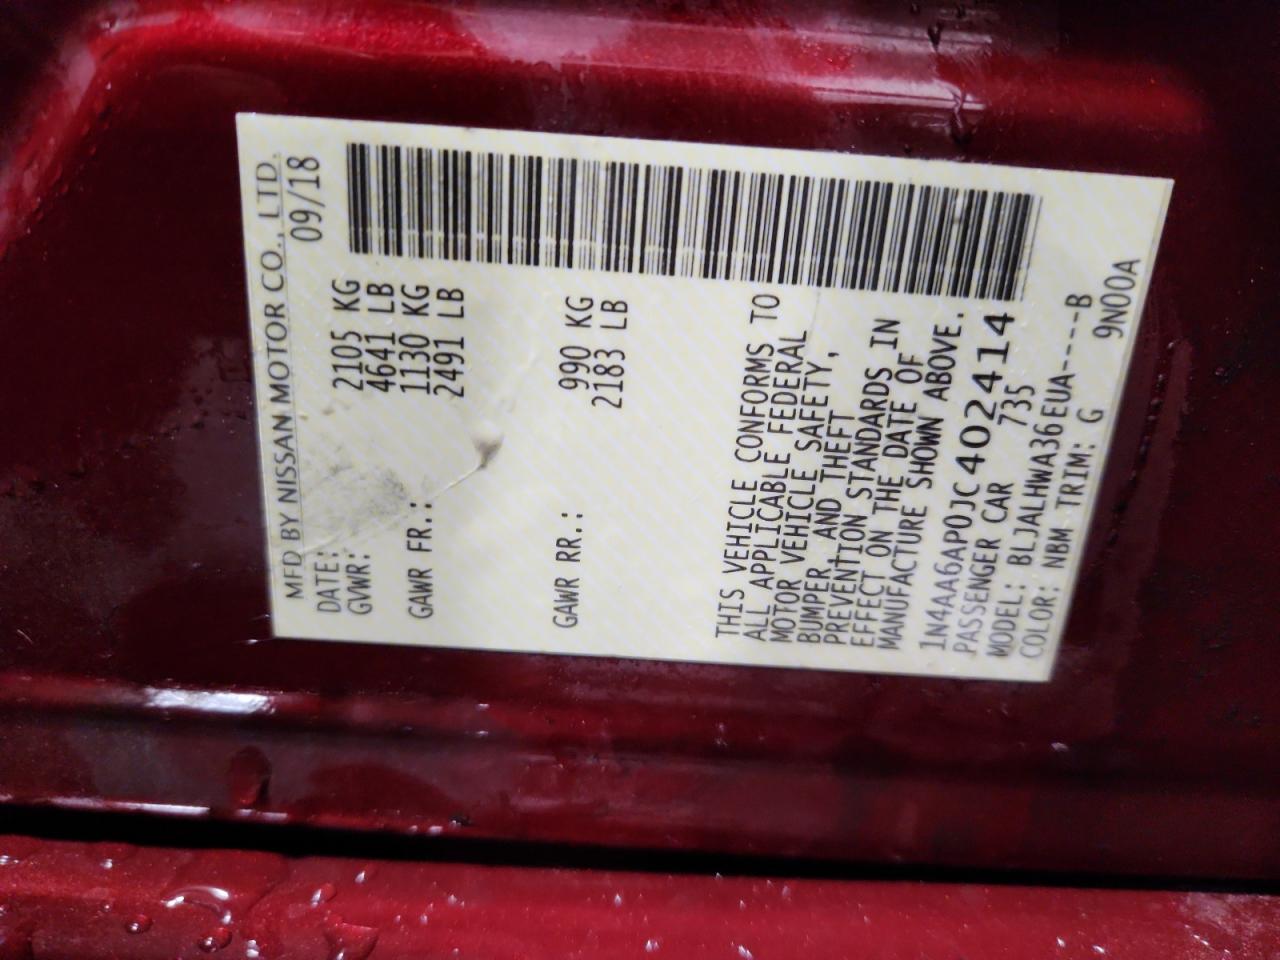 MFD BY NISSAN MOTOR CO., LTD.
DATE: 09/18
GVWR: 2105 KG
4641 LB
GAWR FR.: 1130 KG
2491 LB
GAWR RR.: 990 KG
2183 LB
THIS VEHICLE CONFORMS TO
ALL APPLICABLE FEDERAL
MOTOR VEHICLE SAFETY,
BUMPER, AND THEFT
PREVENTION STANDARDS IN
EFFECT ON THE DATE OF
MANUFACTURE SHOWN ABOVE.
1N4AA6AP0JC402414
PASSENGER CAR 735
MODEL: BLJALHWA36EUA-----B
COLOR: NBM TRIM: G 9N00A